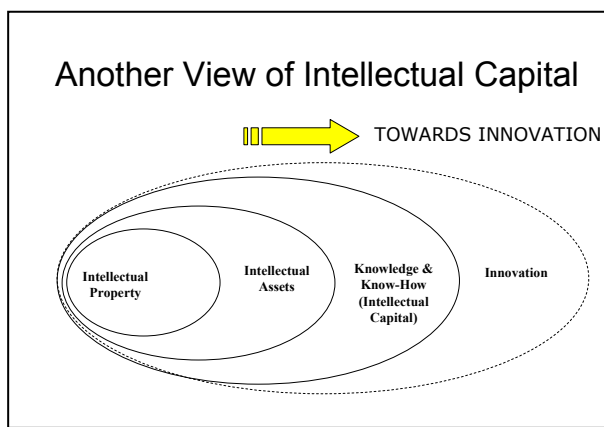 Another View of Intellectual Capital
TOWARDS INNOVATION
Intellectual
Property
Intellectual
Assets
Knowledge &
Know-How
(Intellectual
Capital)
Innovation